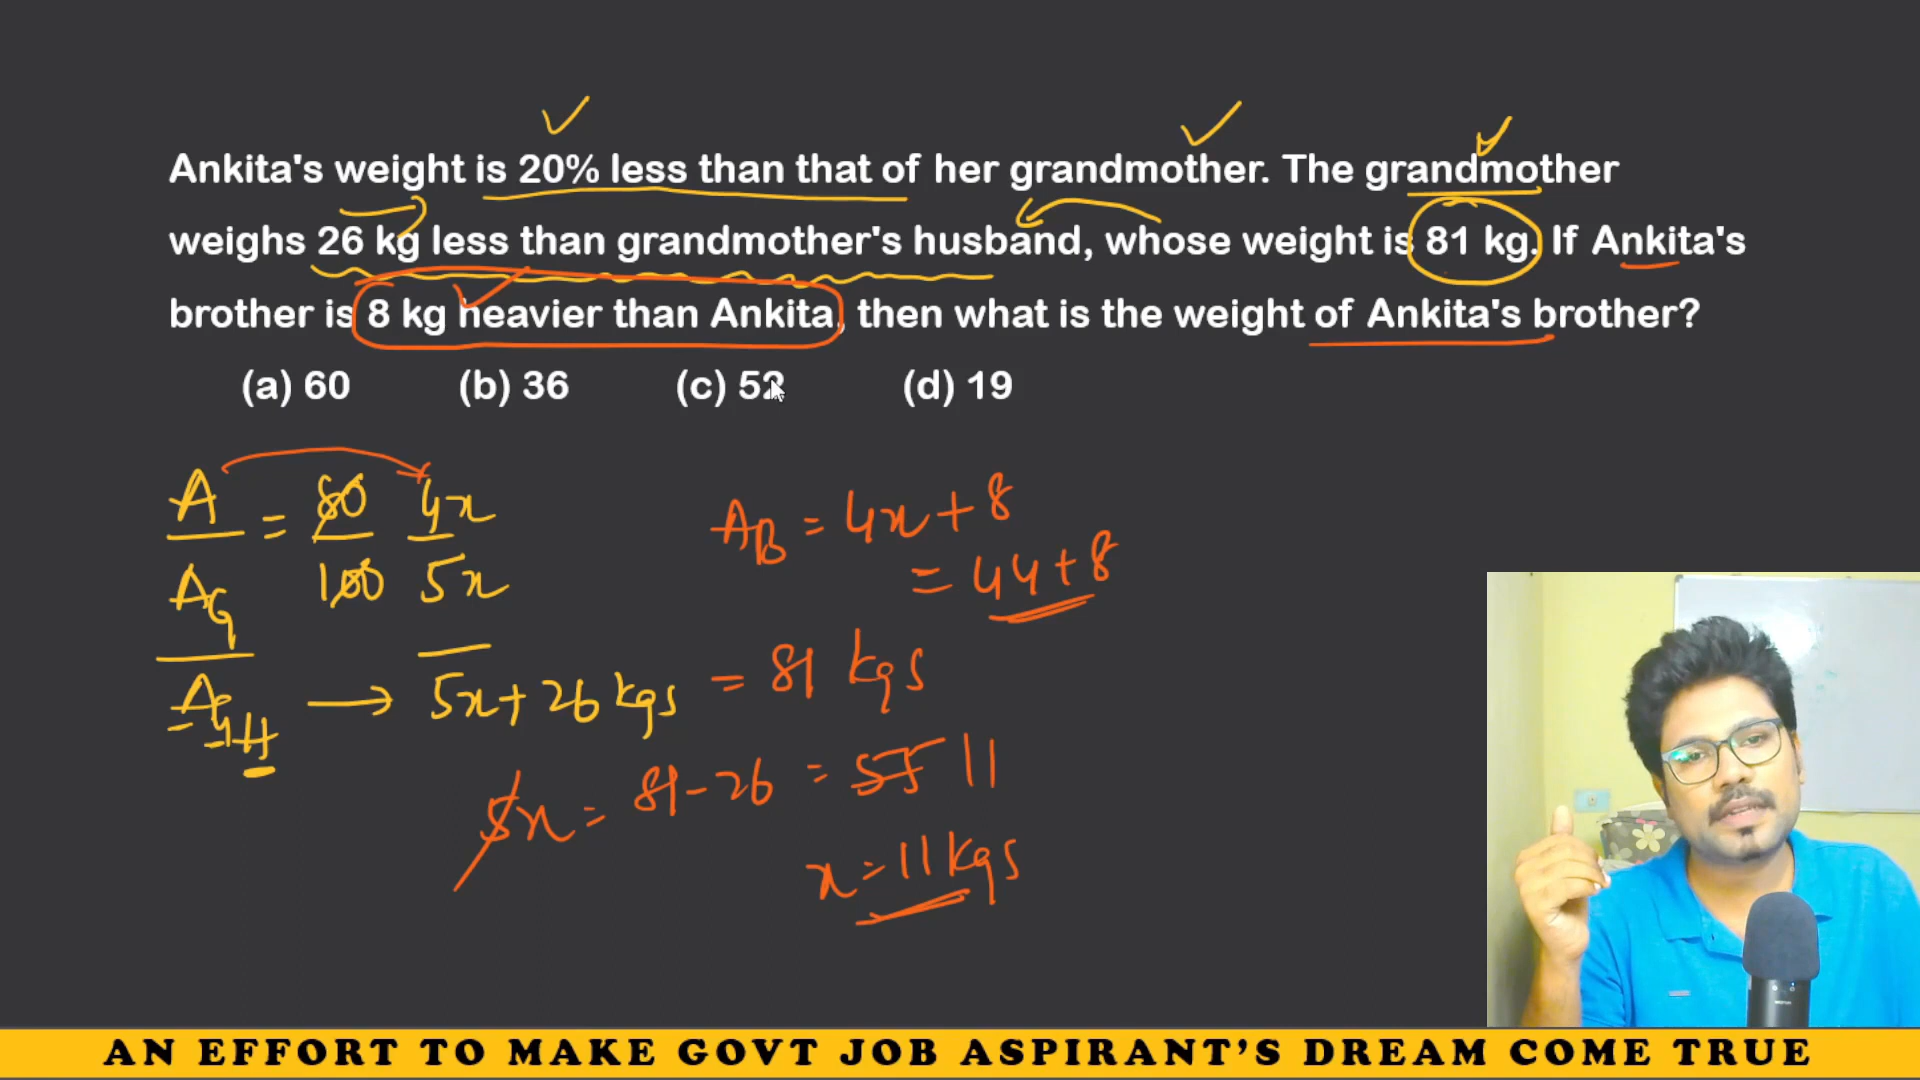 Ankita's weight is 20% less than that of her grandmother. The grandmother
weighs 26 kg less than grandmother's husband, whose weight is 81 kg. If Ankita's
brother is 8 kg heavier than Ankita, then what is the weight of Ankita's brother?
(a) 60 (b) 36 (c) 52 (d) 19
A = 80 4x
AG 100 5x
AGH → 5x + 26 kgs = 81 kgs
5x = 81 - 26 = 55 11
x = 11 kgs
AB = 4x + 8
= 44 + 8
AN EFFORT TO MAKE GOVT JOB ASPIRANT'S DREAM COME TRUE